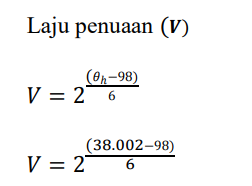 Laju penuaan (V)
V = 2^((θ_h−98)/6)
V = 2^((38.002−98)/6)